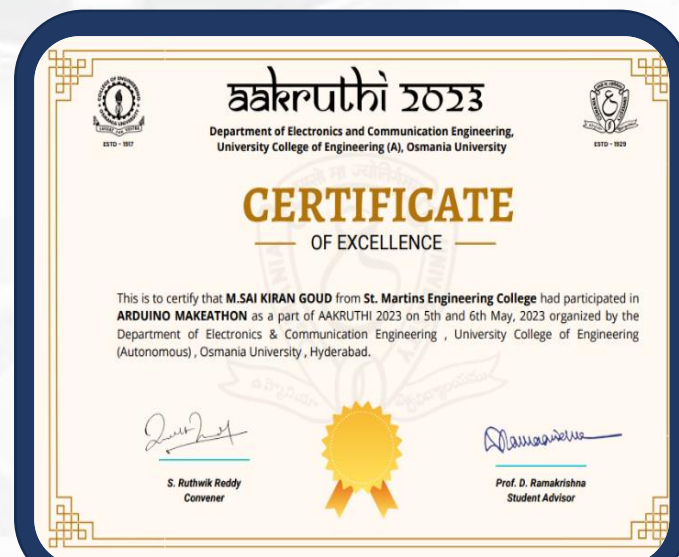 aakruthi 2023
Department of Electronics and Communication Engineering,
University College of Engineering (A), Osmania University
ESTD - 1917
ESTD - 1929
CERTIFICATE
OF EXCELLENCE
This is to certify that M.SAI KIRAN GOUD from St. Martins Engineering College had participated in
ARDUINO MAKEATHON as a part of AAKRUTHI 2023 on 5th and 6th May, 2023 organized by the
Department of Electronics & Communication Engineering , University College of Engineering
(Autonomous) , Osmania University , Hyderabad.
S. Ruthwik Reddy
Convener
Prof. D. Ramakrishna
Student Advisor